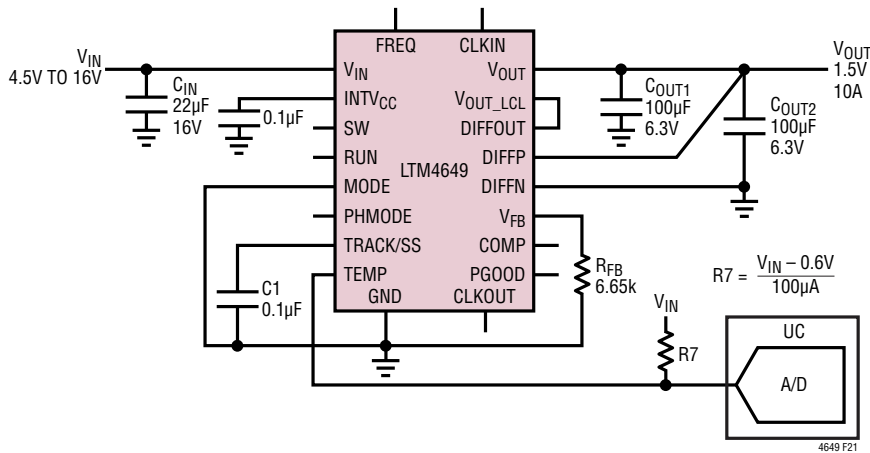 FREQ
CLKIN
V_IN
4.5V TO 16V
C_IN
22µF
16V
0.1µF
V_IN
INTV_CC
SW
RUN
MODE
PHMODE
TRACK/SS
TEMP
GND
LTM4649
V_OUT
V_OUT_LCL
DIFFOUT
DIFFP
DIFFN
V_FB
COMP
PGOOD
CLKOUT
C_OUT1
100µF
6.3V
C_OUT2
100µF
6.3V
V_OUT
1.5V
10A
C1
0.1µF
R_FB
6.65k
R7 = V_IN – 0.6V
100µA
V_IN
R7
UC
A/D
4649 F21